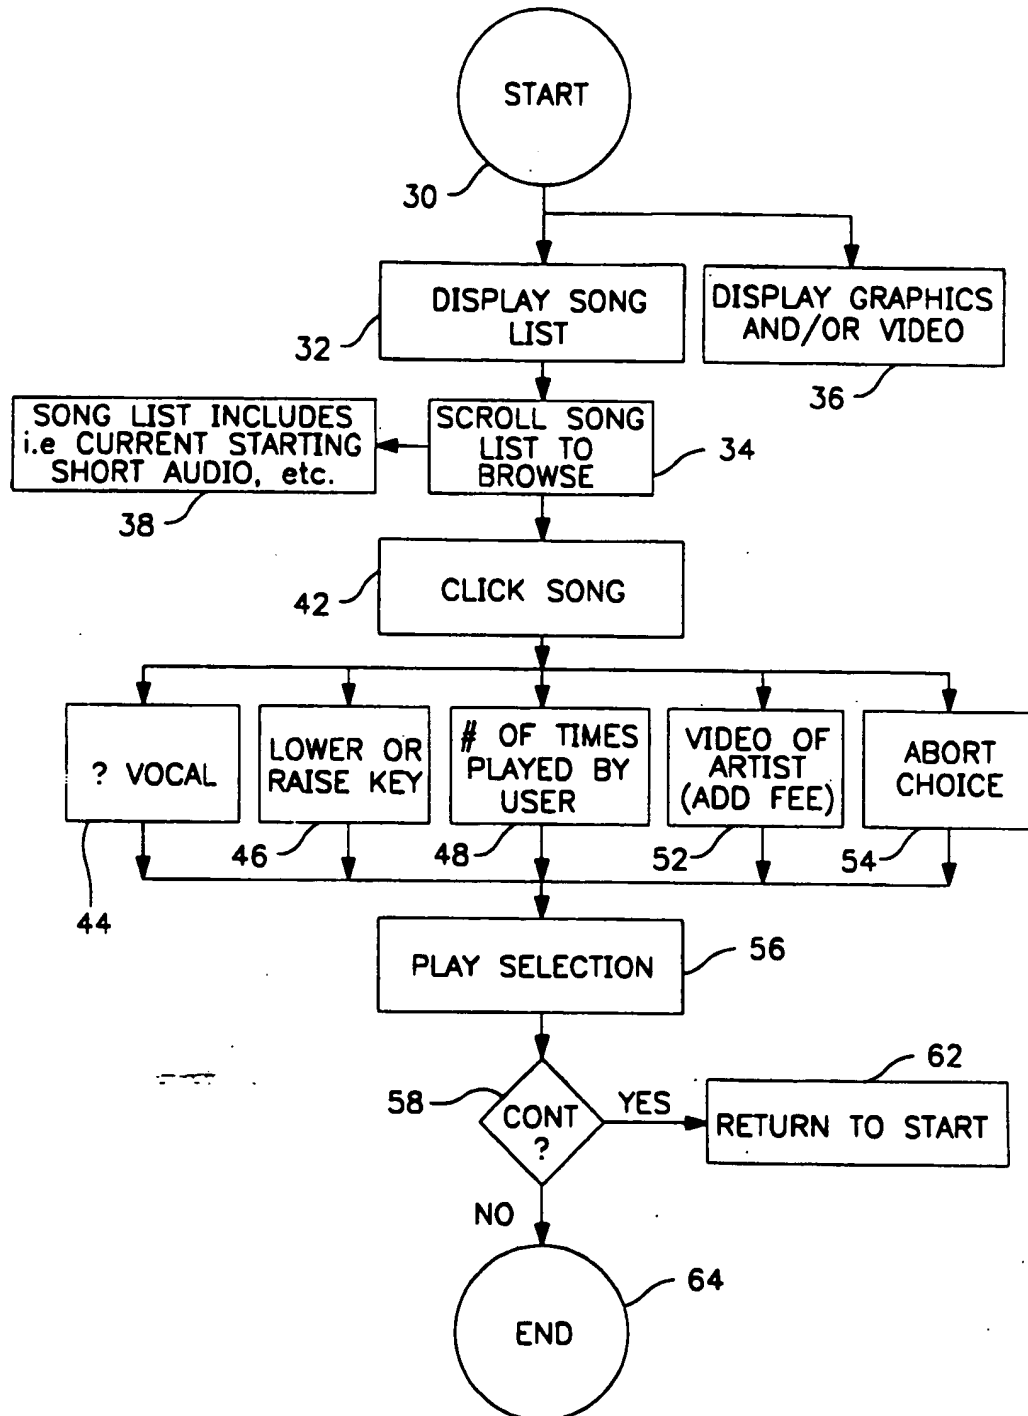 START
30
DISPLAY SONG
LIST
32
DISPLAY GRAPHICS
AND/OR VIDEO
36
SONG LIST INCLUDES
i.e CURRENT STARTING
SHORT AUDIO, etc.
38
SCROLL SONG
LIST TO
BROWSE
34
CLICK SONG
42
? VOCAL
44
LOWER OR
RAISE KEY
46
# OF TIMES
PLAYED BY
USER
48
VIDEO OF
ARTIST
(ADD FEE)
52
ABORT
CHOICE
54
PLAY SELECTION
56
58
CONT
?
YES
62
RETURN TO START
NO
64
END